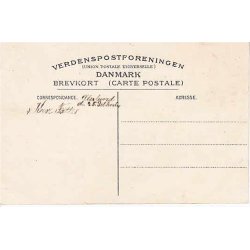 VERDENSPOSTFORENINGEN
(UNION POSTALE UNIVERSELLE)
DANMARK
BREVKORT (CARTE POSTALE)
CORRESPONDANCE.
ADRESSE.